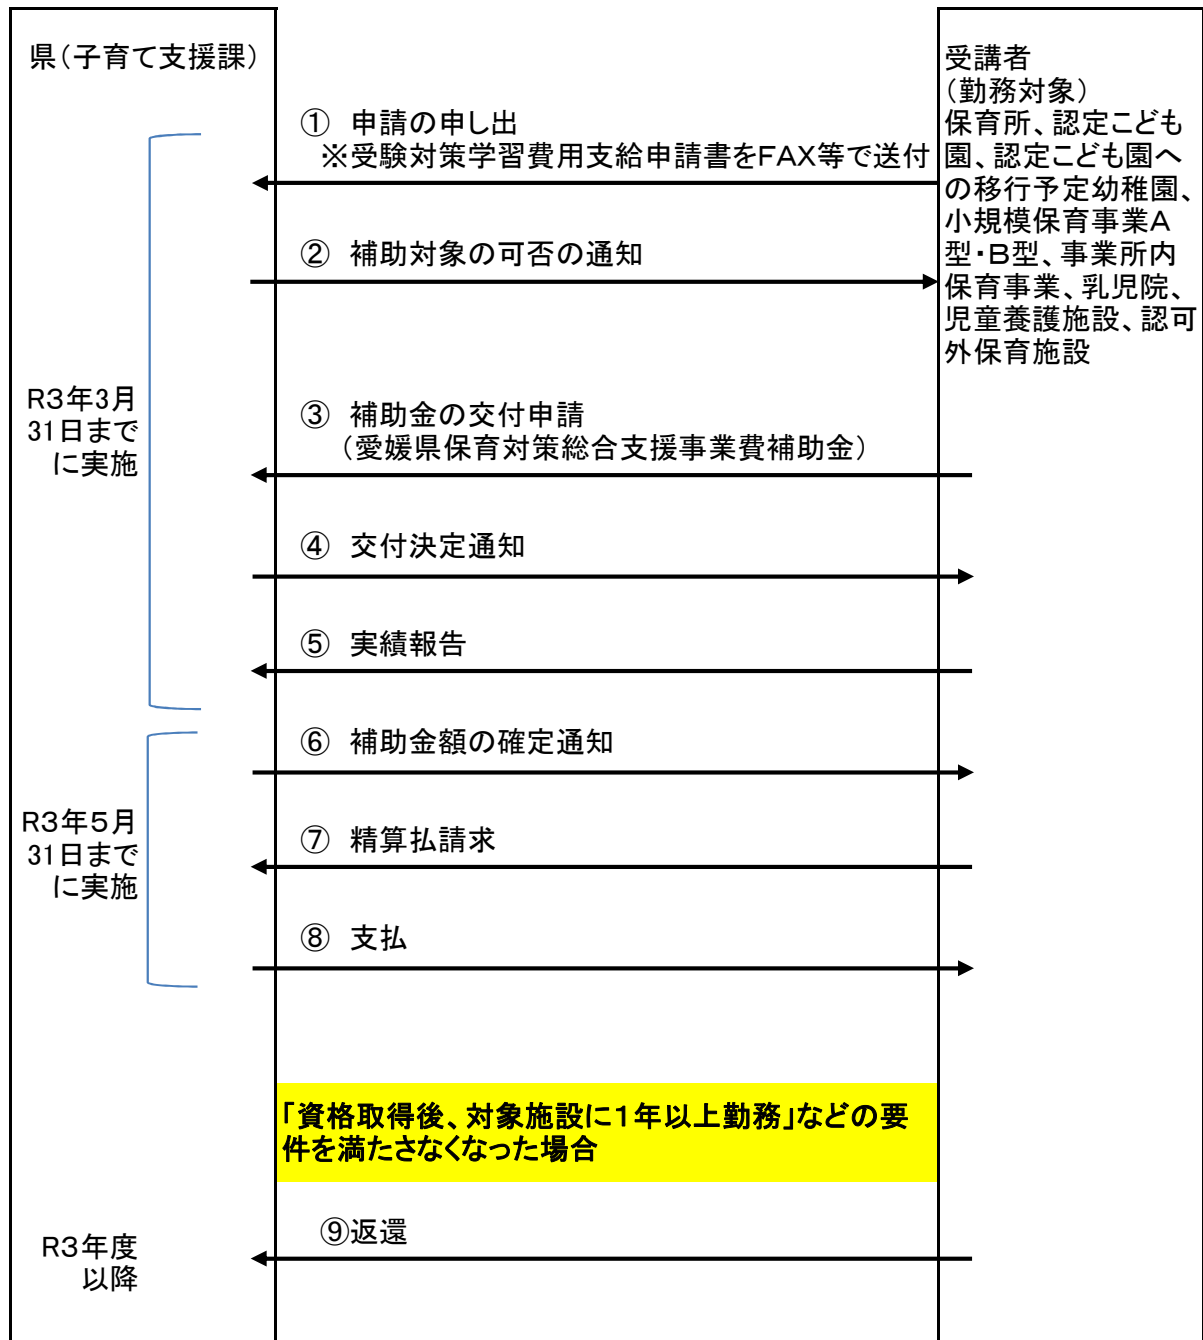 県（子育て支援課）
受講者
（勤務対象）
保育所、認定こども
園、認定こども園へ
の移行予定幼稚園、
小規模保育事業Ａ
型・Ｂ型、事業所内
保育事業、乳児院、
児童養護施設、認可
外保育施設
① 申請の申し出
※受験対策学習費用支給申請書をFAX等で送付
② 補助対象の可否の通知
R３年3月
31日まで
に実施
③ 補助金の交付申請
（愛媛県保育対策総合支援事業費補助金）
④ 交付決定通知
⑤ 実績報告
⑥ 補助金額の確定通知
R３年５月
31日まで
に実施
⑦ 精算払請求
⑧ 支払
「資格取得後、対象施設に１年以上勤務」などの要
件を満たさなくなった場合
⑨返還
R３年度
以降